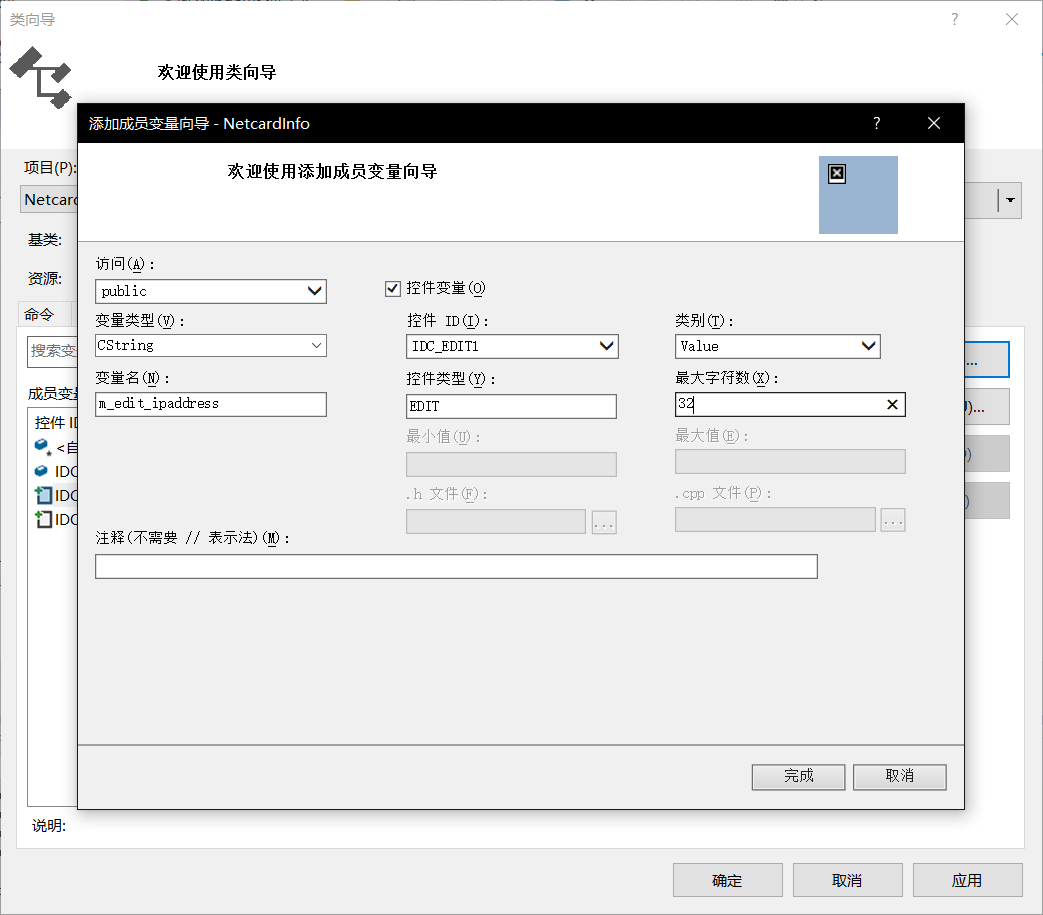 类向导
欢迎使用类向导
项目(P):
Netcard
基类:
资源:
命令
搜索变
成员变量
控件 ID
<自
IDC
IDC
IDC
说明:
添加成员变量向导 - NetcardInfo
欢迎使用添加成员变量向导
访问(A):
public
控件变量(O)
变量类型(V):
控件 ID(I):
类别(T):
CString
IDC_EDIT1
Value
变量名(N):
控件类型(Y):
最大字符数(X):
m_edit_ipaddress
EDIT
32
最小值(U):
最大值(E):
.h 文件(F):
.cpp 文件(P):
...
...
注释(不需要 // 表示法)(M):
完成
取消
...
)...
)
)
确定
取消
应用